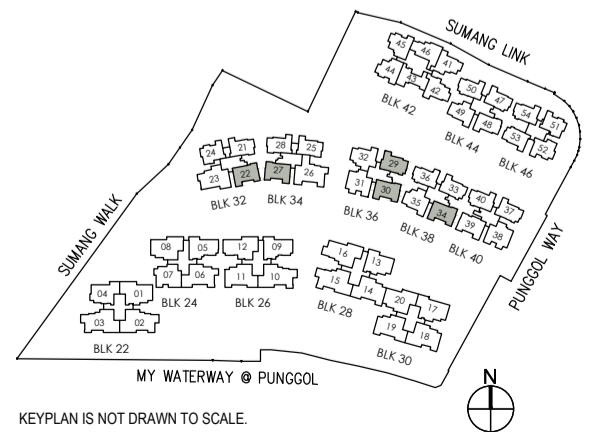 SUMANG LINK
45 46 41
44 43 42
BLK 42
50 47
49 48
BLK 44
54 51
53 52
BLK 46
24 21
23 22
BLK 32
28 25
27 26
BLK 34
32 29
31 30
BLK 36
36 33
35 34
BLK 38
40 37
39 38
BLK 40
SUMANG WALK
PUNGGOL WAY
08 05
07 06
BLK 24
12 09
11 10
BLK 26
16 13
15 14
BLK 28
20 17
19 18
BLK 30
04 01
03 02
BLK 22
MY WATERWAY @ PUNGGOL
N
KEYPLAN IS NOT DRAWN TO SCALE.